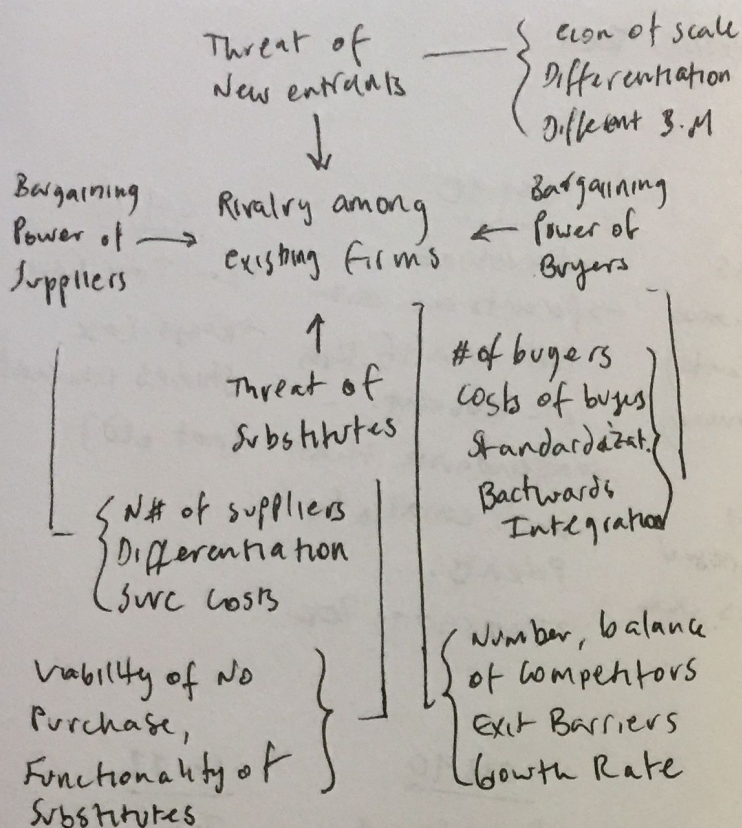 Threat of
New entrants
econ of scale
Differentiation
Different B.M
Bargaining
Power of
Suppliers
Rivalry among
existing firms
Bargaining
Power of
Buyers
Threat of
Substitutes
# of buyers
Costs of buyes
Standardizat.
Backwards
Integration
N# of suppliers
Differentiation
Costs
Viability of No
Purchase,
Functionality of
Substitutes
Number, balance
of Competitors
Exit Barriers
Growth Rate